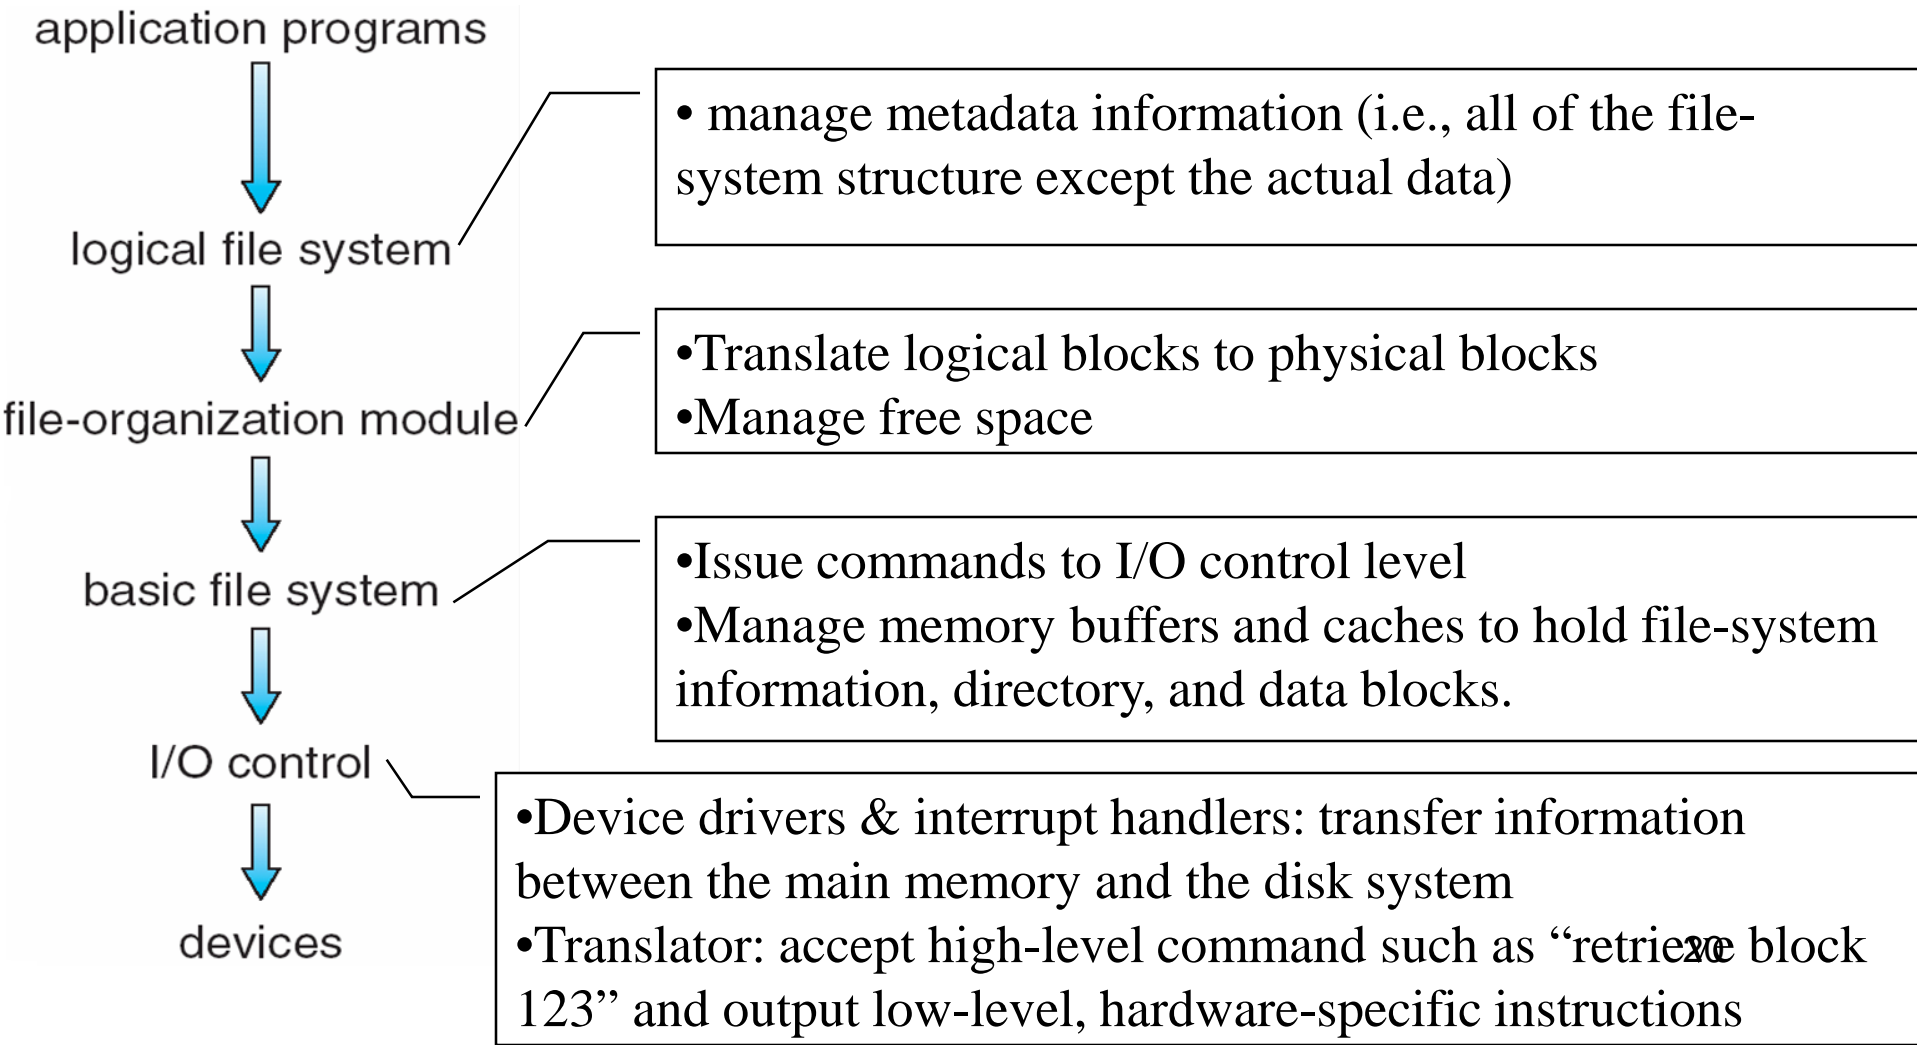 application programs
logical file system
file-organization module
basic file system
I/O control
devices
• manage metadata information (i.e., all of the file-
system structure except the actual data)
•Translate logical blocks to physical blocks
•Manage free space
•Issue commands to I/O control level
•Manage memory buffers and caches to hold file-system
information, directory, and data blocks.
•Device drivers & interrupt handlers: transfer information
between the main memory and the disk system
•Translator: accept high-level command such as “retrieve block
123” and output low-level, hardware-specific instructions
20